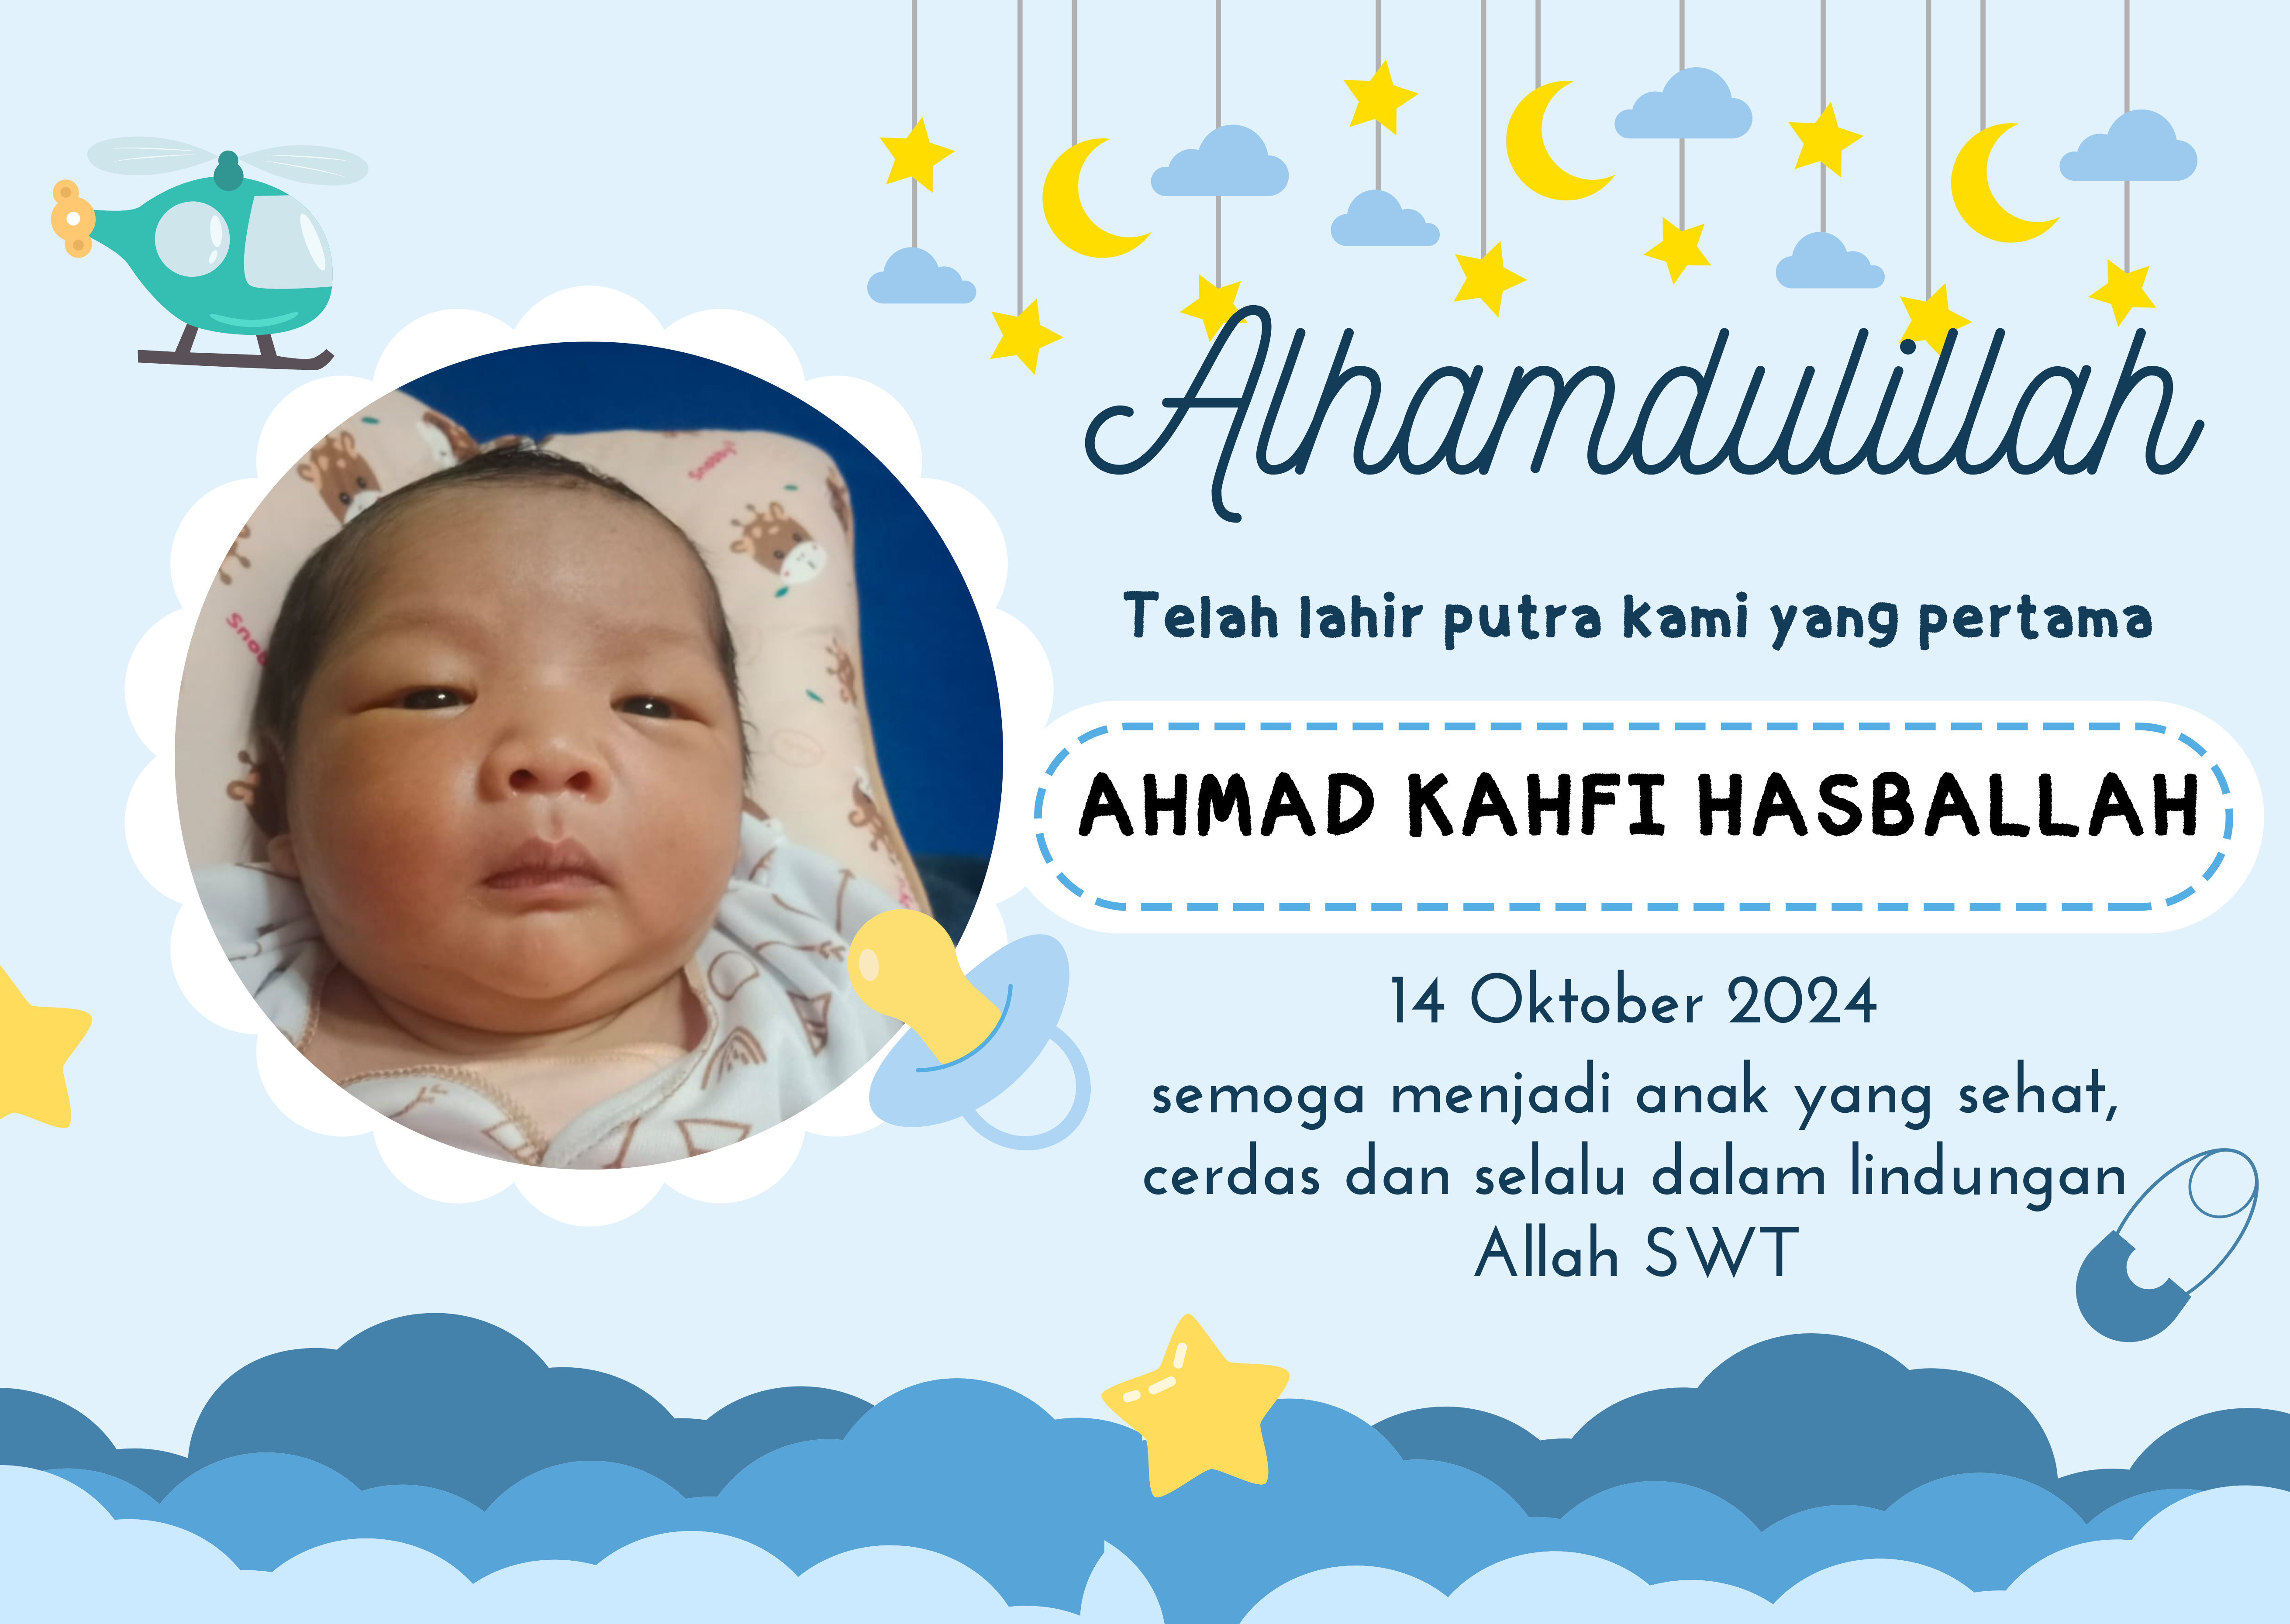 Alhamdulillah
Telah lahir putra kami yang pertama
AHMAD KAHFI HASBALLAH
14 Oktober 2024
semoga menjadi anak yang sehat,
cerdas dan selalu dalam lindungan
Allah SWT
Snobby